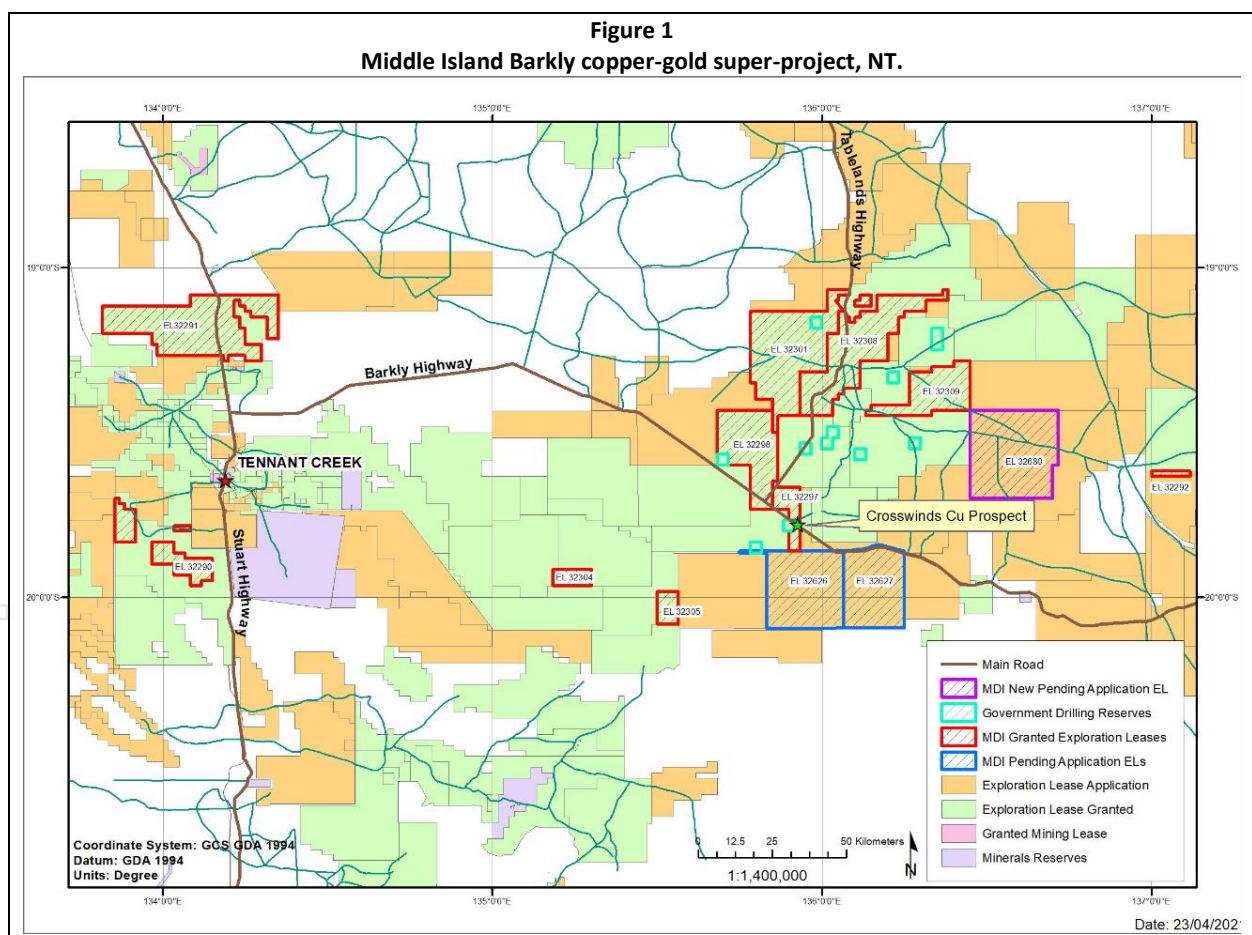 Figure 1
Middle Island Barkly copper-gold super-project, NT.
134°0'0"E
135°0'0"E
136°0'0"E
137°0'0"E
Tablelands Highway
19°0'0"S
19°0'0"S
EL32291
EL 32301
EL 32308
Barkly Highway
EL 32309
EL 32298
TENNANT CREEK
EL 32680
EL 32292
EL 32297
Crosswinds Cu Prospect
Stuart Highway
EL 32290
EL 32304
EL 32626
EL 32627
20°0'0"S
20°0'0"S
EL 32305
Main Road
MDI New Pending Application EL
Government Drilling Reserves
MDI Granted Exploration Leases
MDI Pending Application ELs
Exploration Lease Application
Exploration Lease Granted
Granted Mining Lease
Minerals Reserves
Coordinate System: GCS GDA 1994
Datum: GDA 1994
Units: Degree
0 12.5 25 50 Kilometers
1:1,400,000
N
134°0'0"E
135°0'0"E
136°0'0"E
137°0'0"E
Date: 23/04/2021